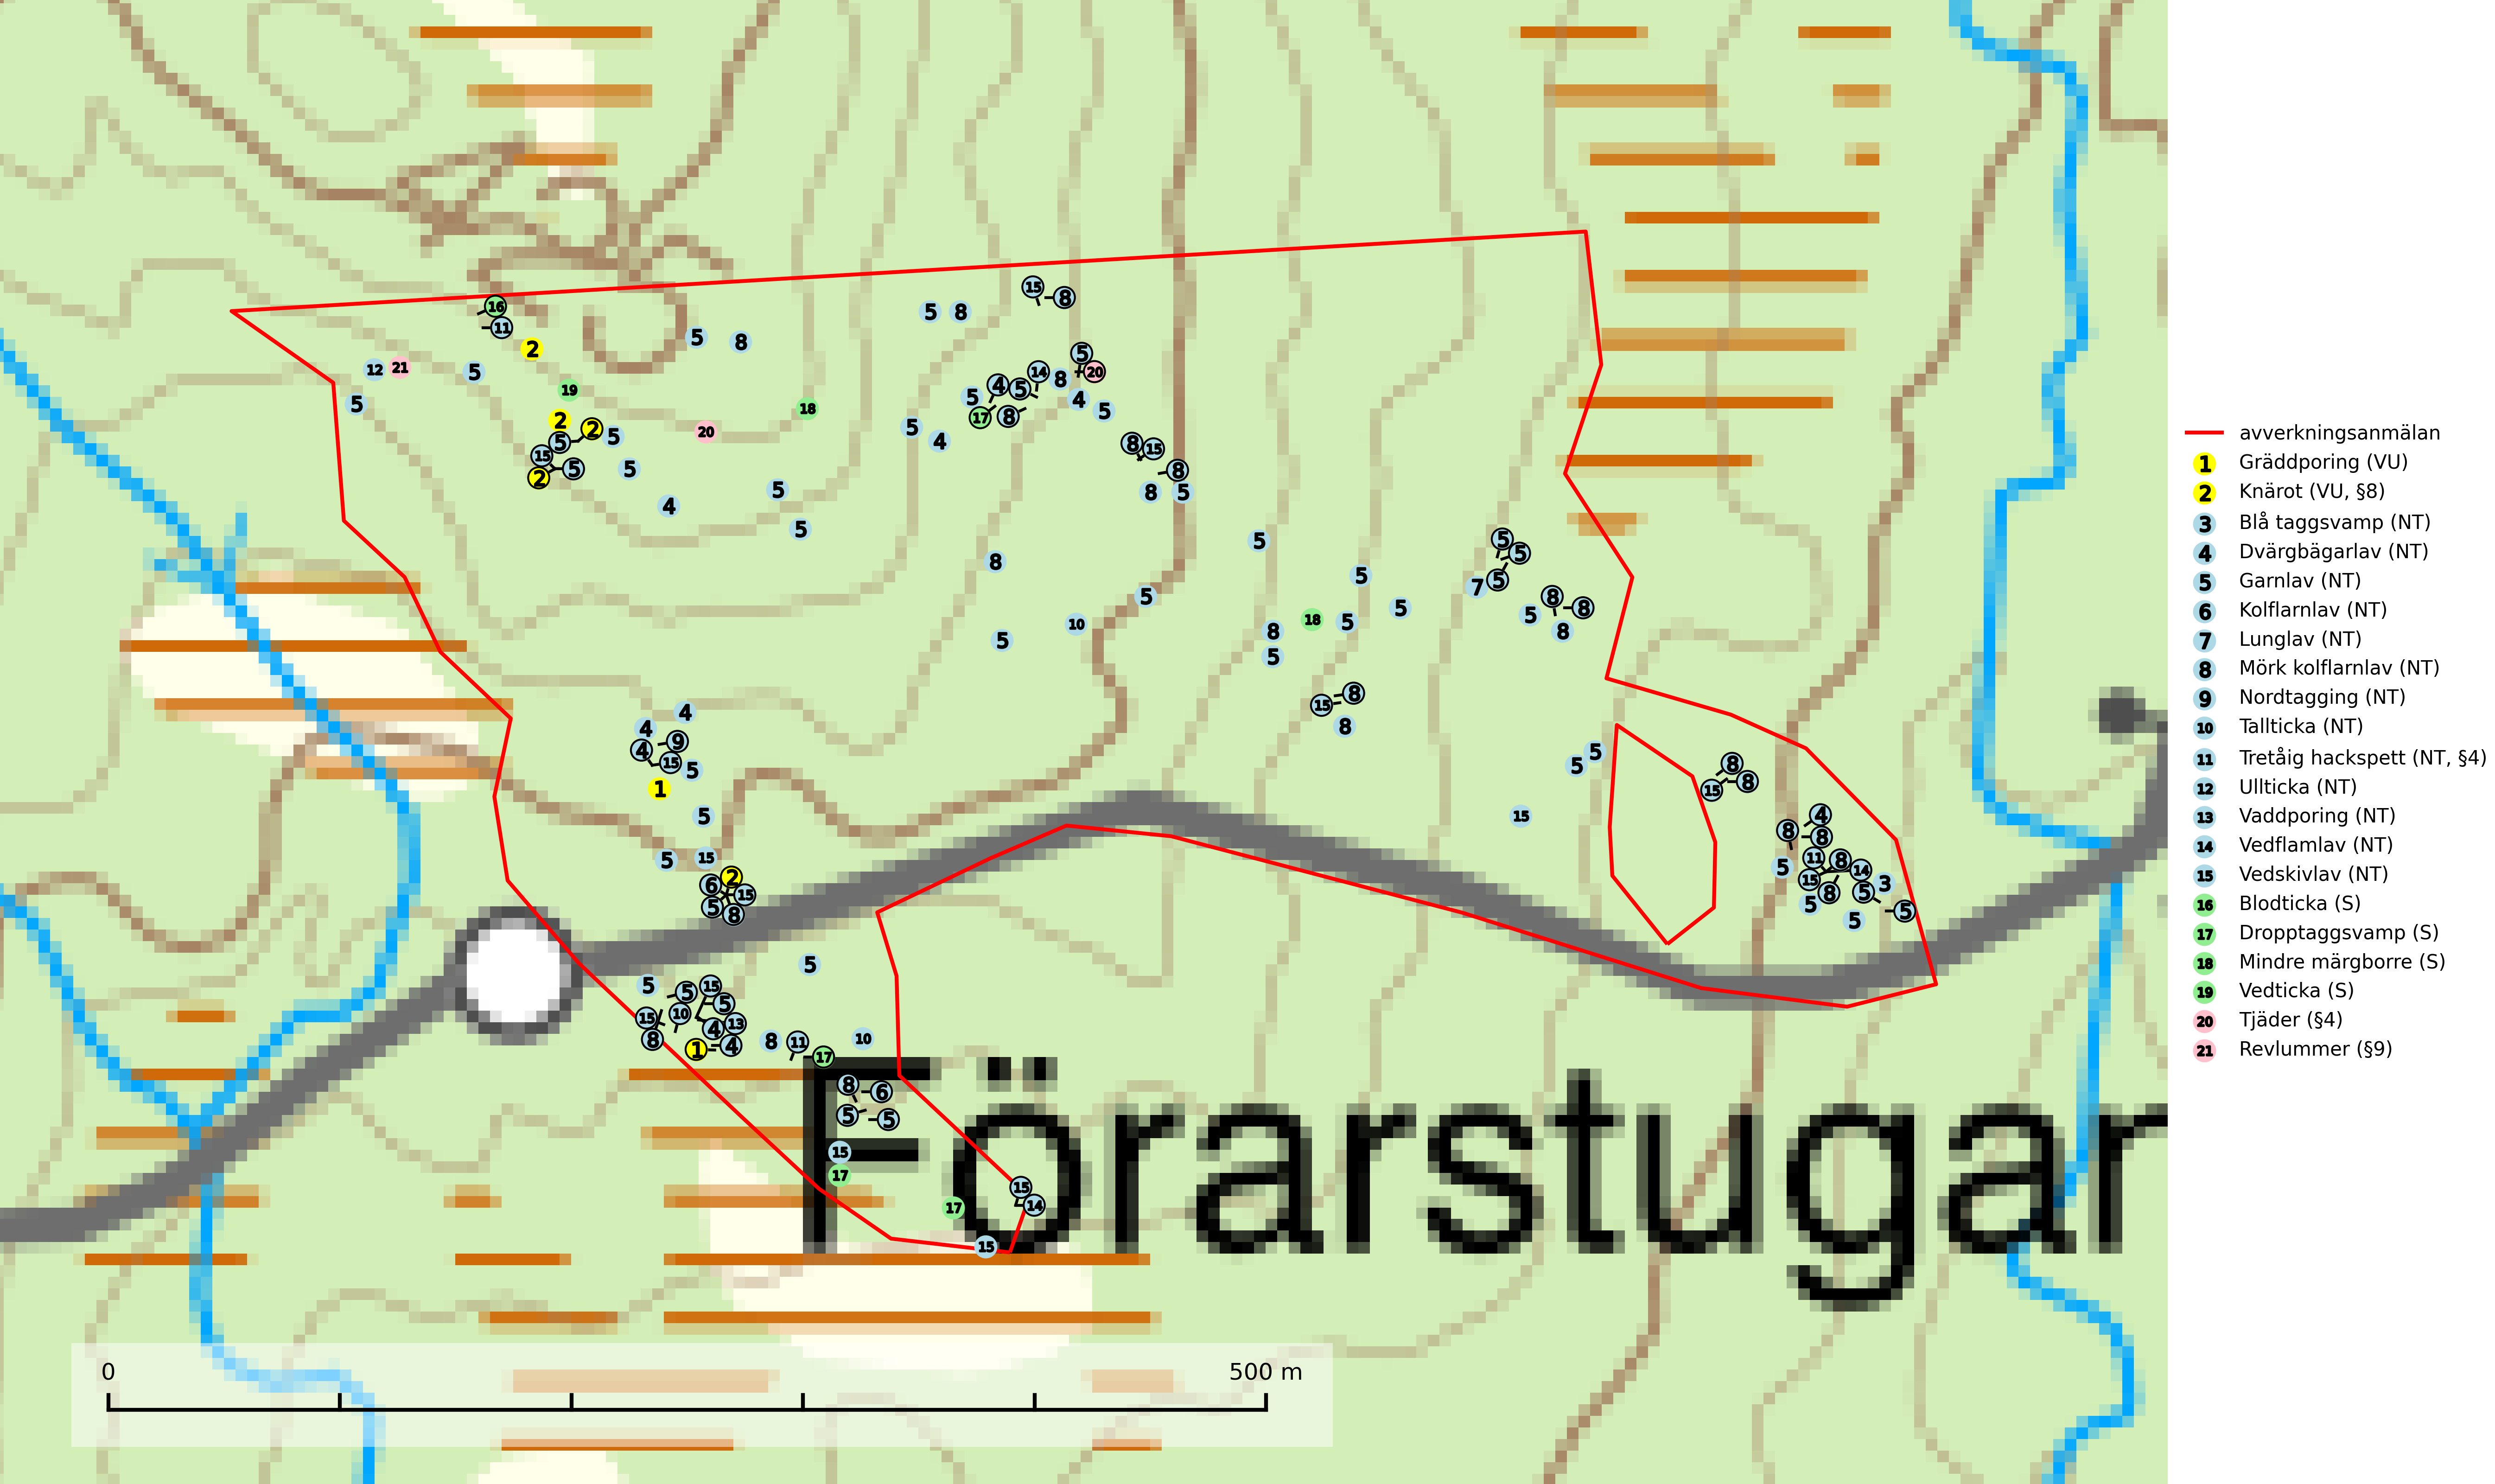 Förarstugar
0
500 m
avverkningsanmälan
1 Gräddporing (VU)
2 Knärot (VU, §8)
3 Blå taggsvamp (NT)
4 Dvärgbägarlav (NT)
5 Garnlav (NT)
6 Kolflarnlav (NT)
7 Lunglav (NT)
8 Mörk kolflarnlav (NT)
9 Nordtagging (NT)
10 Tallticka (NT)
11 Tretåig hackspett (NT, §4)
12 Ullticka (NT)
13 Vaddporing (NT)
14 Vedflamlav (NT)
15 Vedskivlav (NT)
16 Blodticka (S)
17 Dropptaggsvamp (S)
18 Mindre märgborre (S)
19 Vedticka (S)
20 Tjäder (§4)
21 Revlummer (§9)